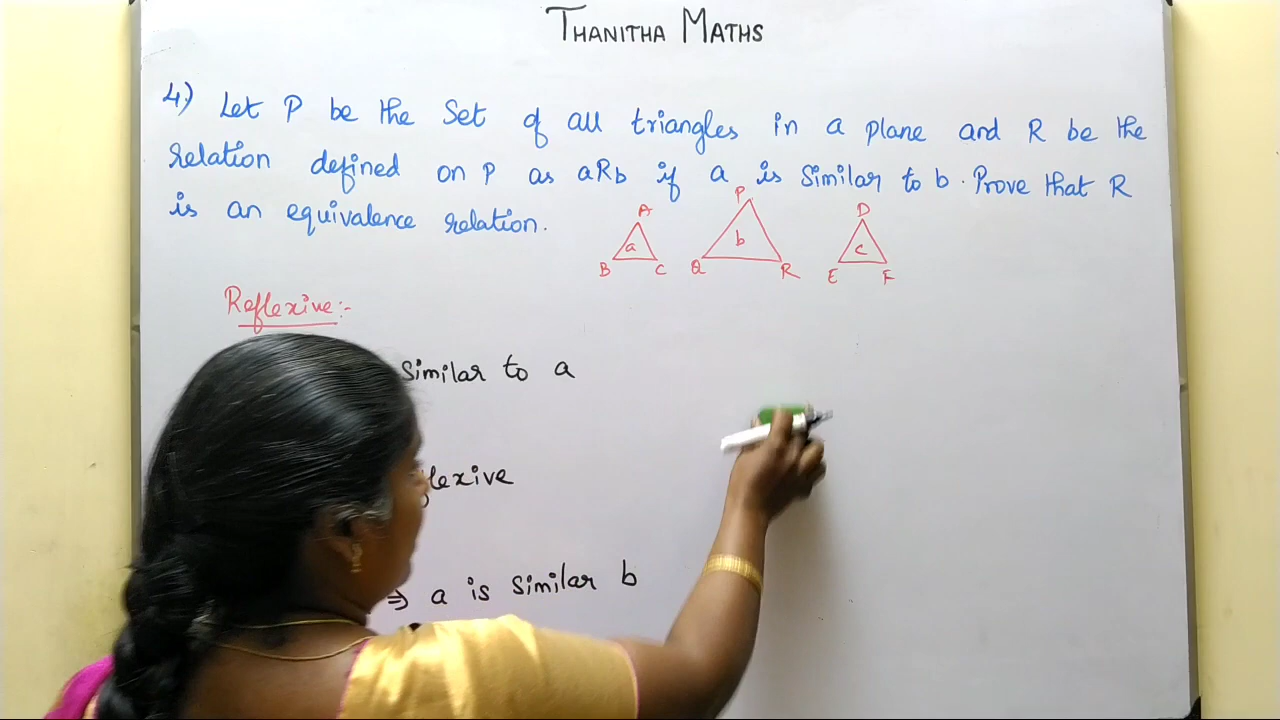 THANITHA MATHS
4) Let P be the Set of all triangles in a plane and R be the
relation defined on P as aRb if a is Similar to b. Prove that R
is an equivalence relation.
A P D
a b c
B C Q R E F
Reflexive:-
Similar to a
⇒ a is Similar b